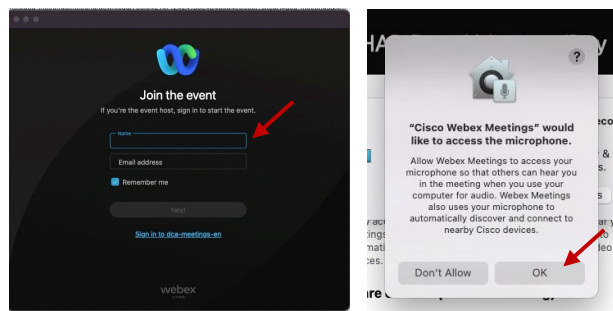 Join the event
If you're the event host, sign in to start the event.
Name
Email address
Remember me
Next
Sign in to dca-meetings-en
webex
?
"Cisco Webex Meetings" would
like to access the microphone.
Allow Webex Meetings to access your
microphone so that others can hear you
in the meeting when you use your
computer for audio. Webex Meetings
also uses your microphone to
automatically discover and connect to
nearby Cisco devices.
Don't Allow
OK